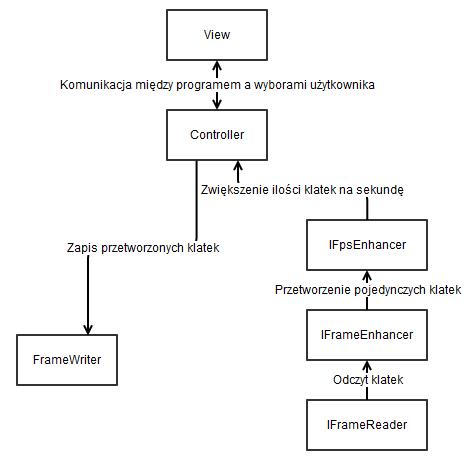 View
Komunikacja między programem a wyborami użytkownika
Controller
Zwiększenie ilości klatek na sekundę
IFpsEnhancer
Zapis przetworzonych klatek
Przetworzenie pojedynczych klatek
FrameWriter
IFrameEnhancer
Odczyt klatek
IFrameReader